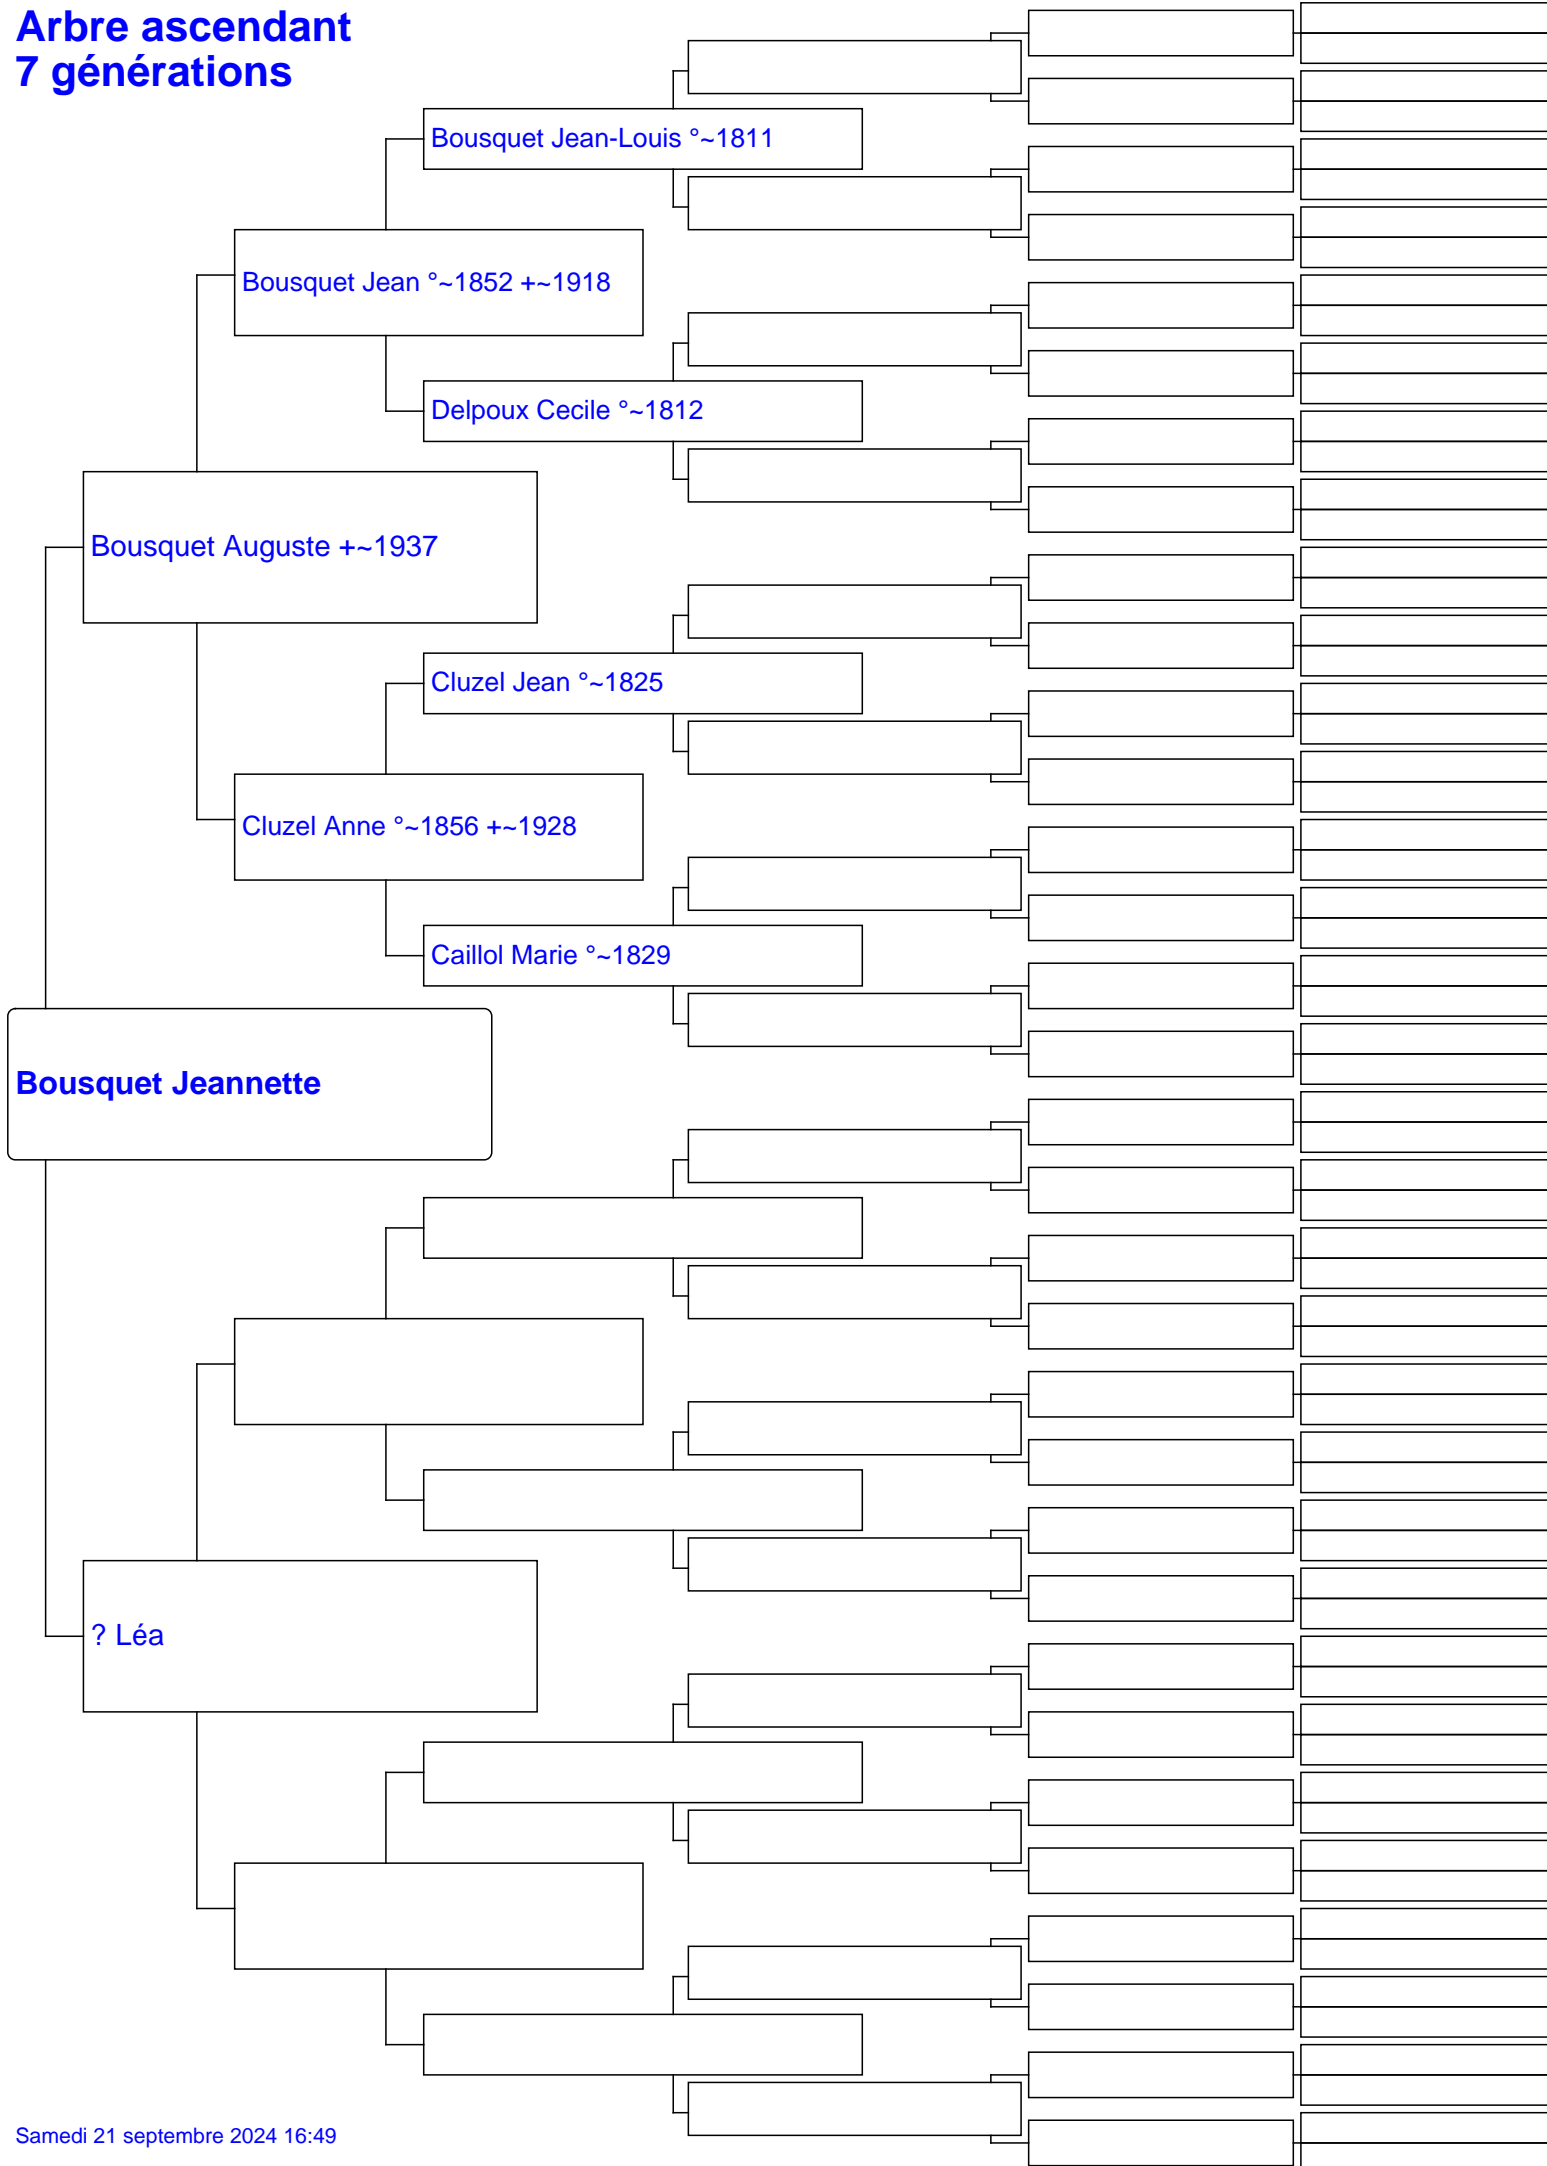 Arbre ascendant
7 générations
Bousquet Jean-Louis °~1811
Bousquet Jean °~1852 +~1918
Delpoux Cecile °~1812
Bousquet Auguste +~1937
Cluzel Jean °~1825
Cluzel Anne °~1856 +~1928
Caillol Marie °~1829
Bousquet Jeannette
? Léa
Samedi 21 septembre 2024 16:49